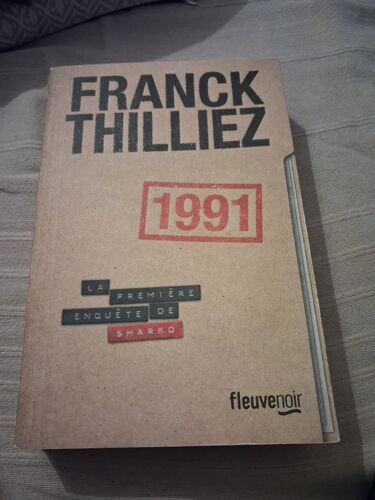 FRANCK
THILLIEZ
1991
LA PREMIÈRE
ENQUÊTE DE
SHARKO
fleuvenoir